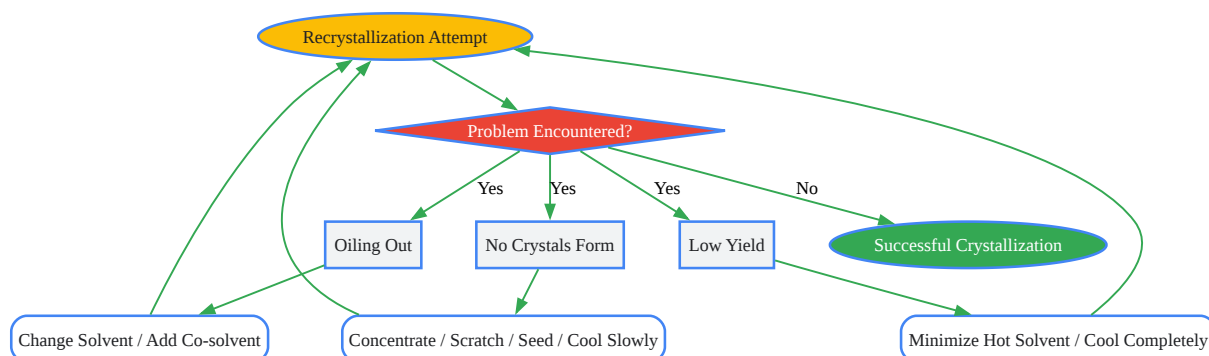 Recrystallization Attempt
Problem Encountered?
Yes
Yes
Yes
No
Oiling Out
No Crystals Form
Low Yield
Successful Crystallization
Change Solvent / Add Co-solvent
Concentrate / Scratch / Seed / Cool Slowly
Minimize Hot Solvent / Cool Completely